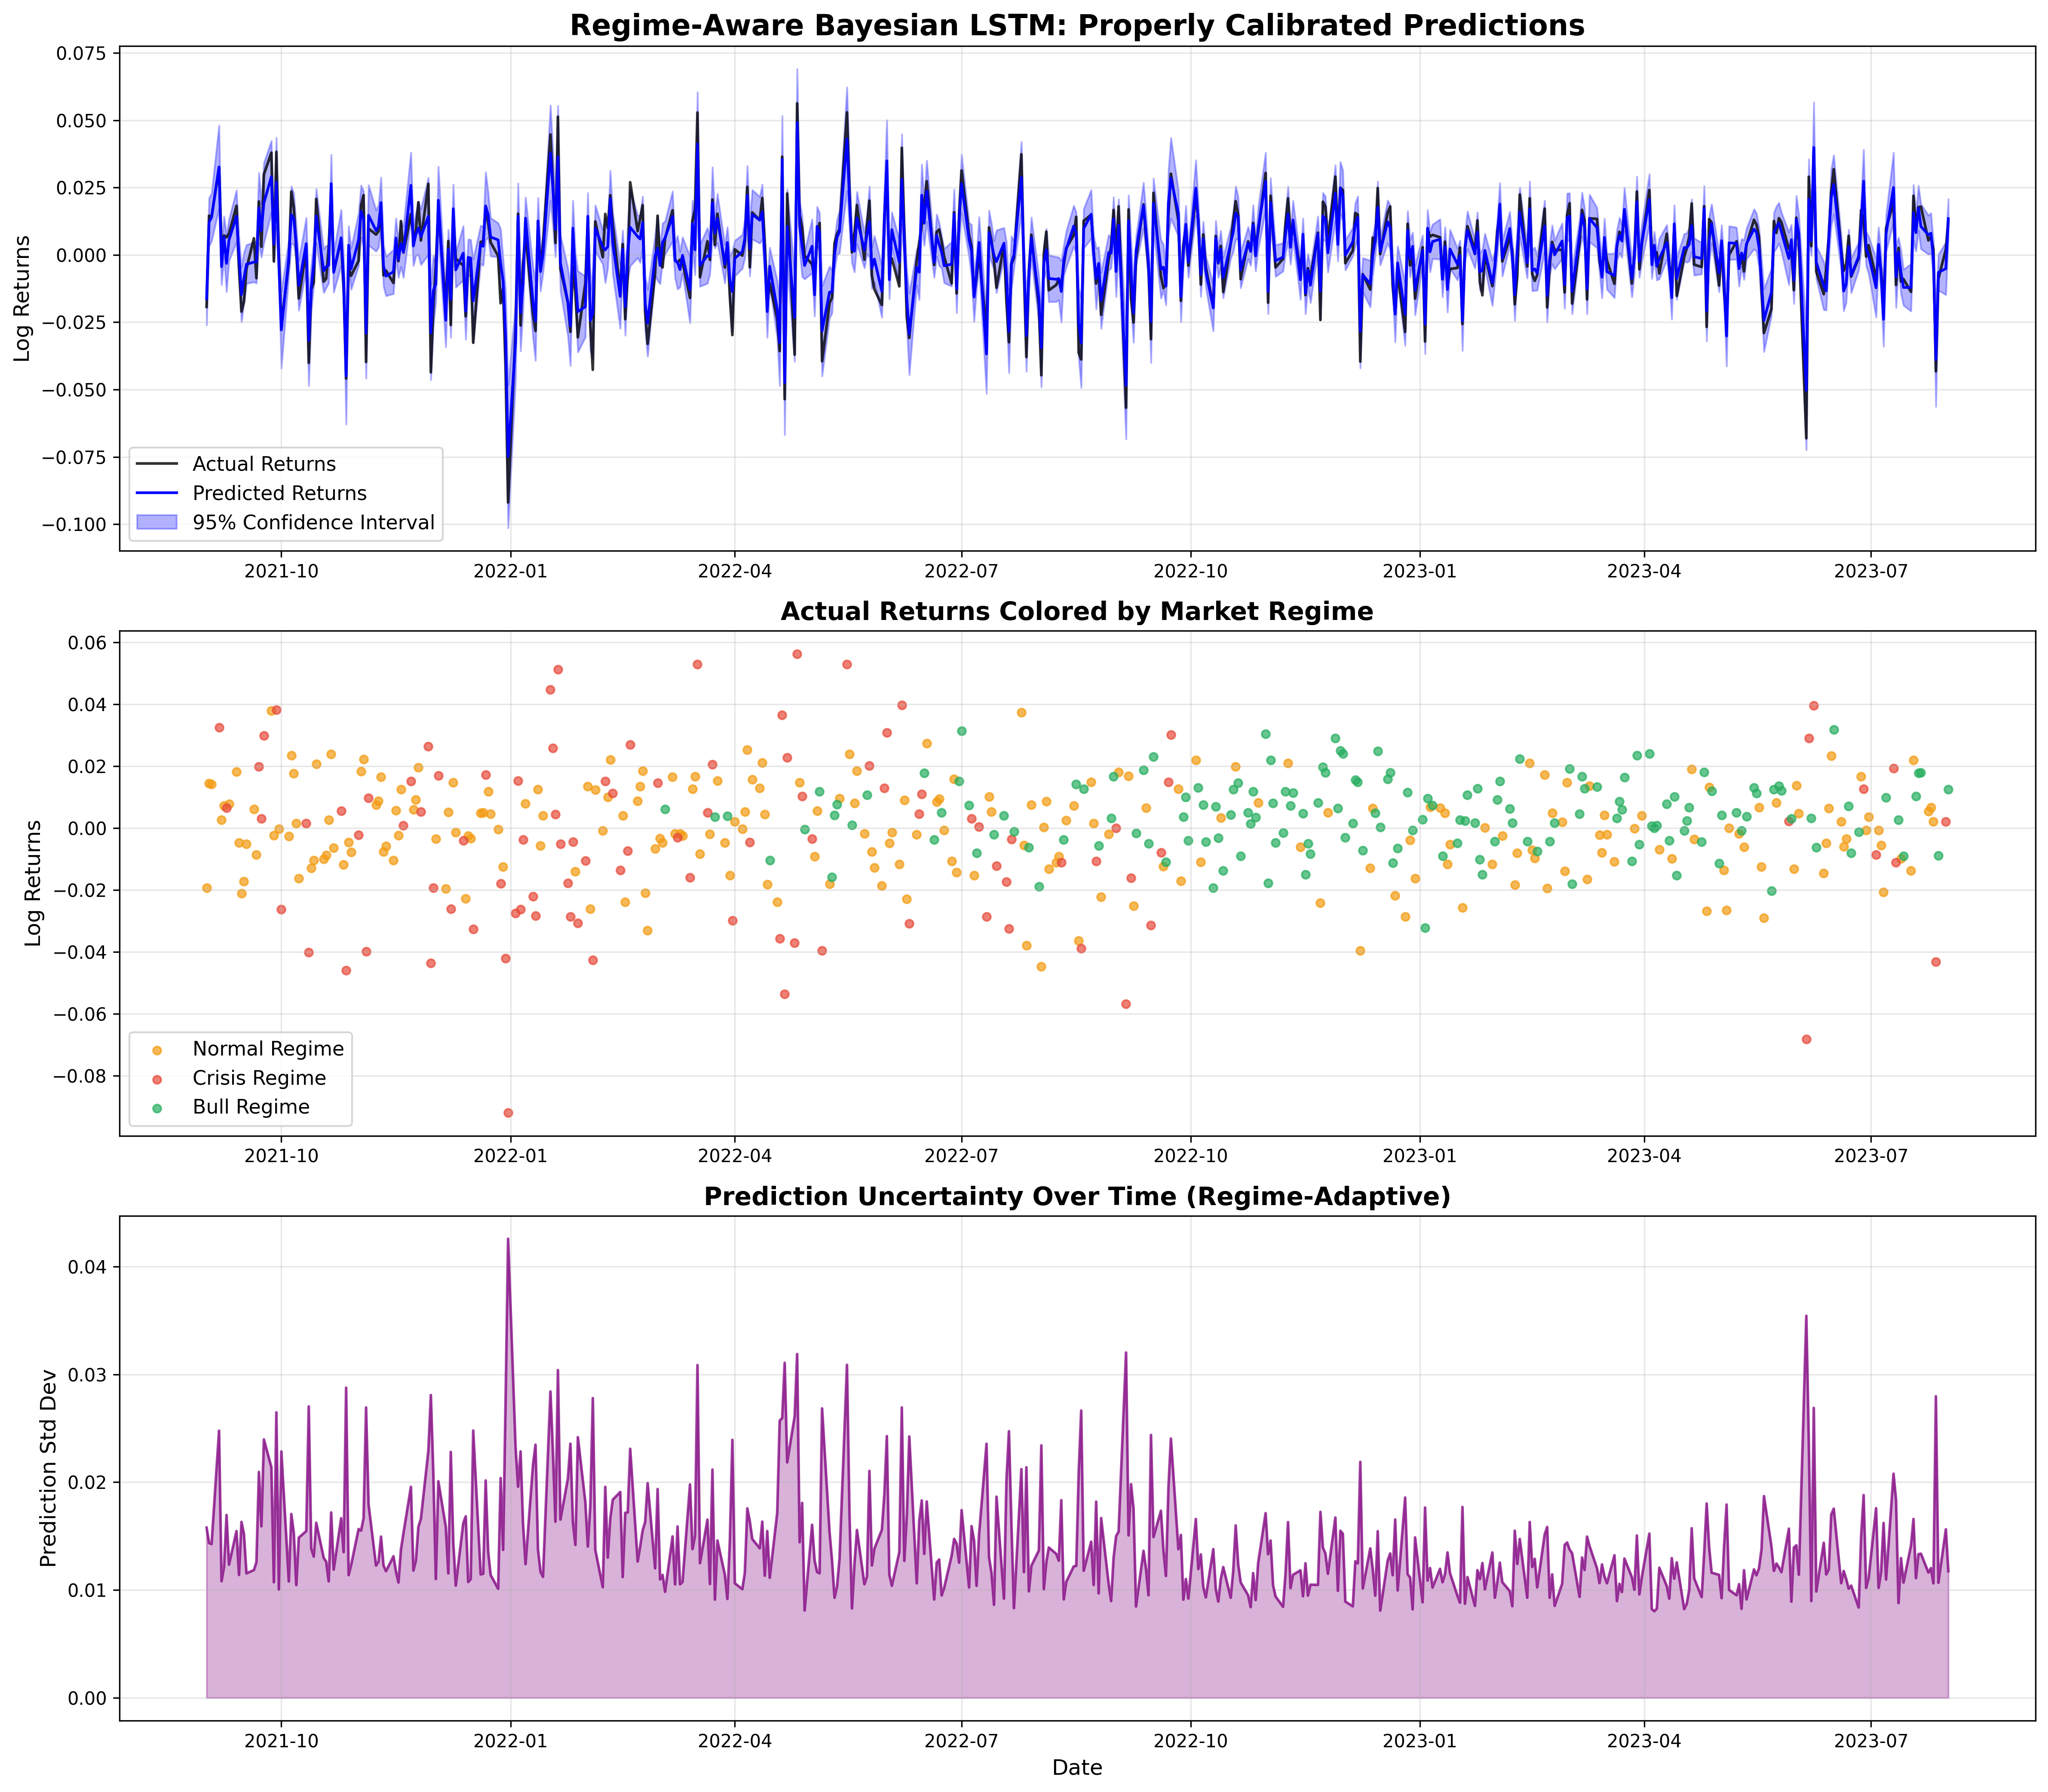 Regime-Aware Bayesian LSTM: Properly Calibrated Predictions
0.075
0.050
0.025
0.000
−0.025
−0.050
−0.075
−0.100
Log Returns
Actual Returns
Predicted Returns
95% Confidence Interval
2021-10 2022-01 2022-04 2022-07 2022-10 2023-01 2023-04 2023-07
Actual Returns Colored by Market Regime
0.06
0.04
0.02
0.00
−0.02
−0.04
−0.06
−0.08
Log Returns
Normal Regime
Crisis Regime
Bull Regime
2021-10 2022-01 2022-04 2022-07 2022-10 2023-01 2023-04 2023-07
Prediction Uncertainty Over Time (Regime-Adaptive)
0.04
0.03
0.02
0.01
0.00
Prediction Std Dev
2021-10 2022-01 2022-04 2022-07 2022-10 2023-01 2023-04 2023-07
Date